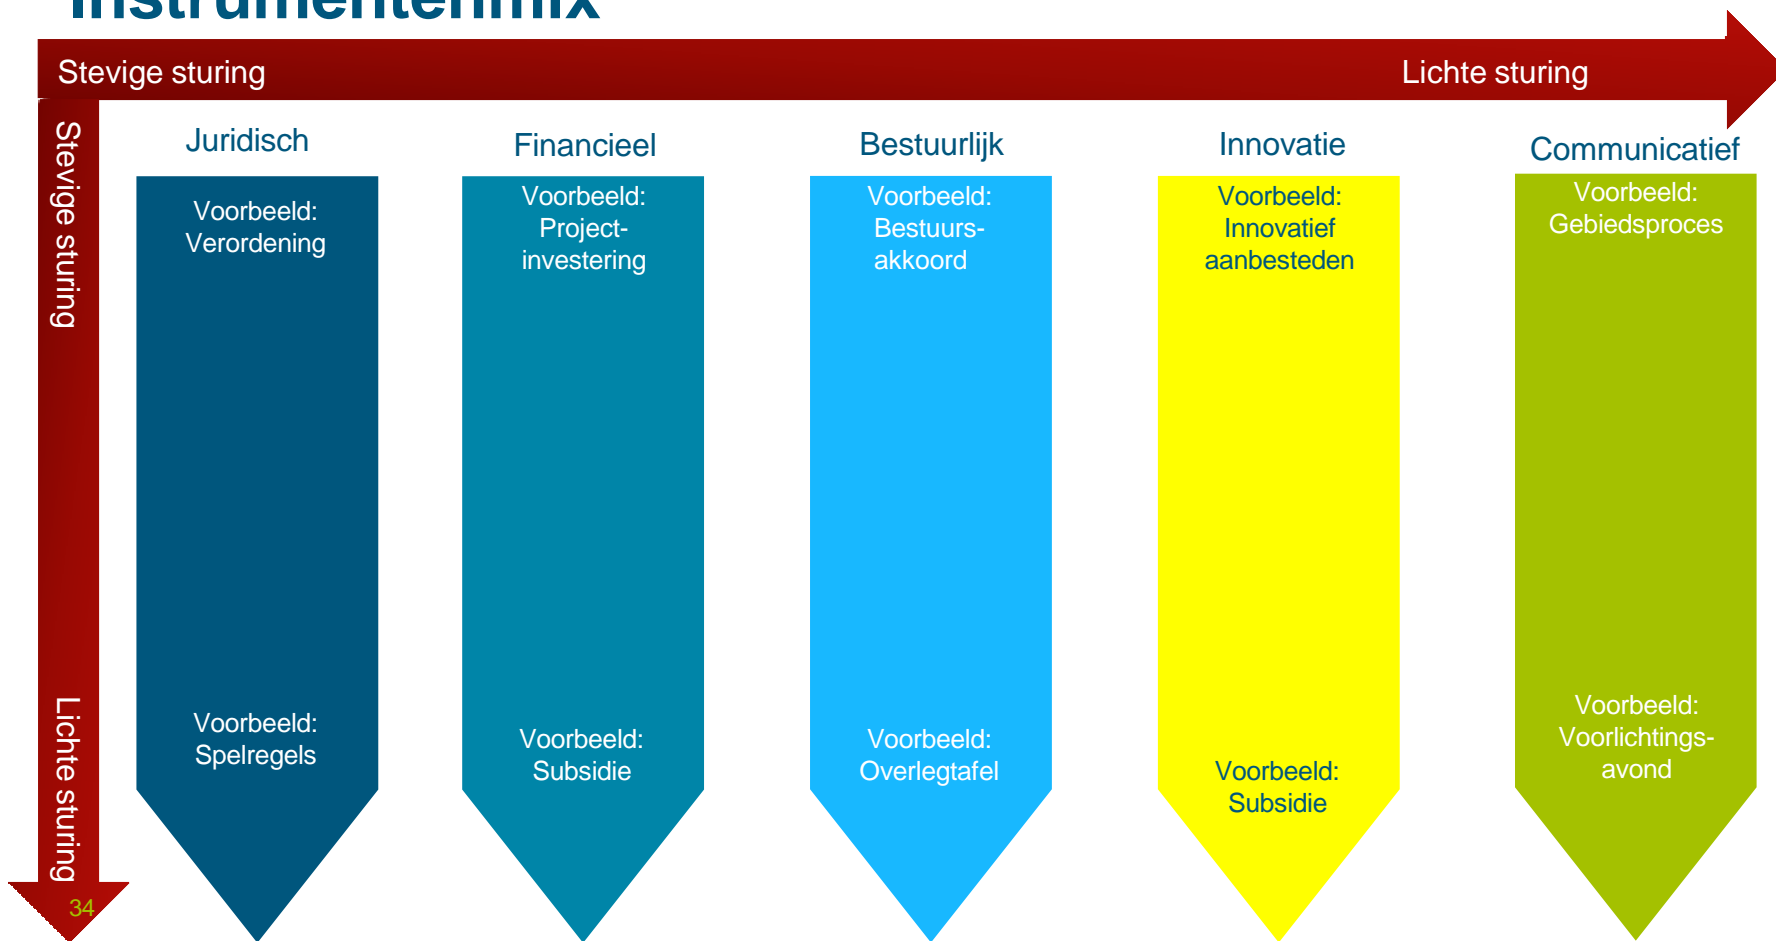 Instrumentenmix
Stevige sturing
Lichte sturing
Stevige sturing
Lichte sturing
Juridisch
Voorbeeld:
Verordening
Voorbeeld:
Spelregels
Financieel
Voorbeeld:
Project-
investering
Voorbeeld:
Subsidie
Bestuurlijk
Voorbeeld:
Bestuurs-
akkoord
Voorbeeld:
Overlegtafel
Innovatie
Voorbeeld:
Innovatief
aanbesteden
Voorbeeld:
Subsidie
Communicatief
Voorbeeld:
Gebiedsproces
Voorbeeld:
Voorlichtings-
avond
34